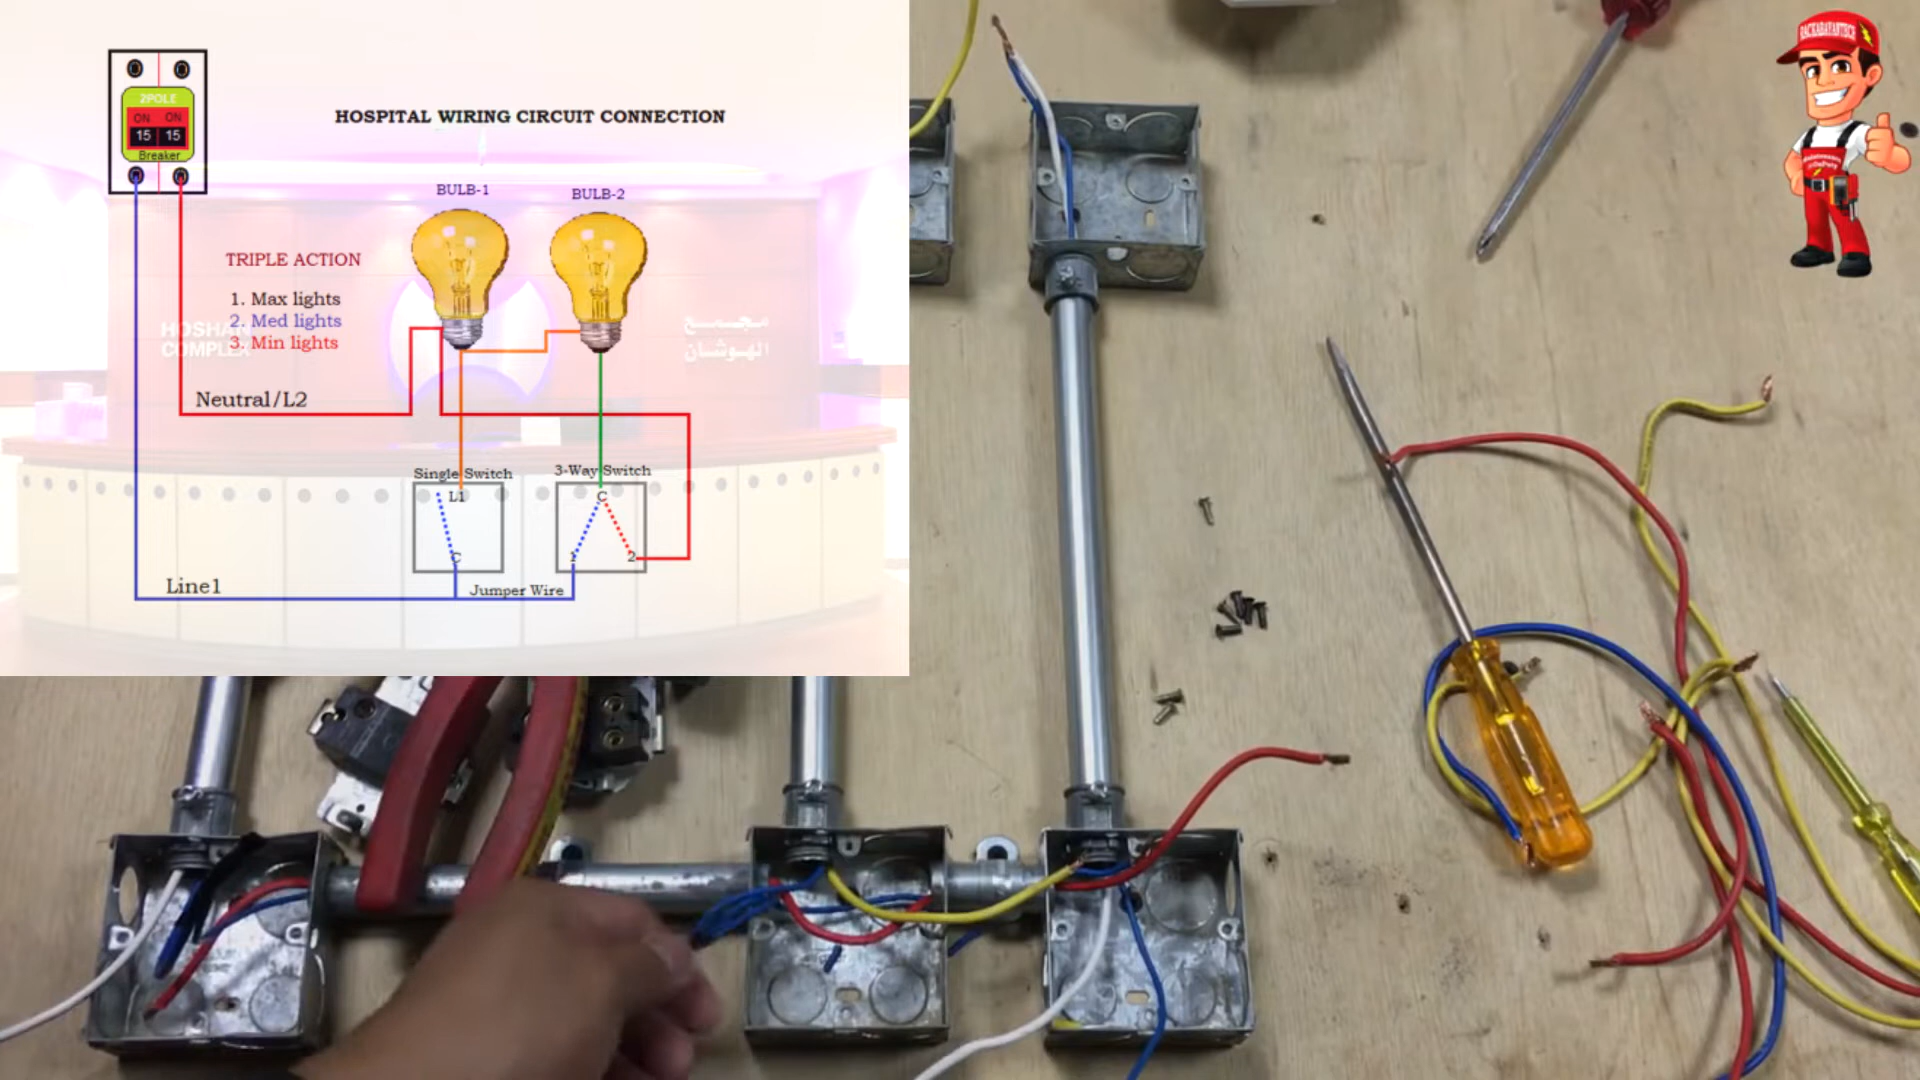 2POLE
ON ON
15 15
Breaker
HOSPITAL WIRING CIRCUIT CONNECTION
BULB-1
BULB-2
TRIPLE ACTION
1. Max lights
2. Med lights
3. Min lights
HOSHAN
COMPLEX
مجمع
الهوشان
Neutral/L2
Single Switch
3-Way Switch
L1
C
C
1
2
Line1
Jumper Wire